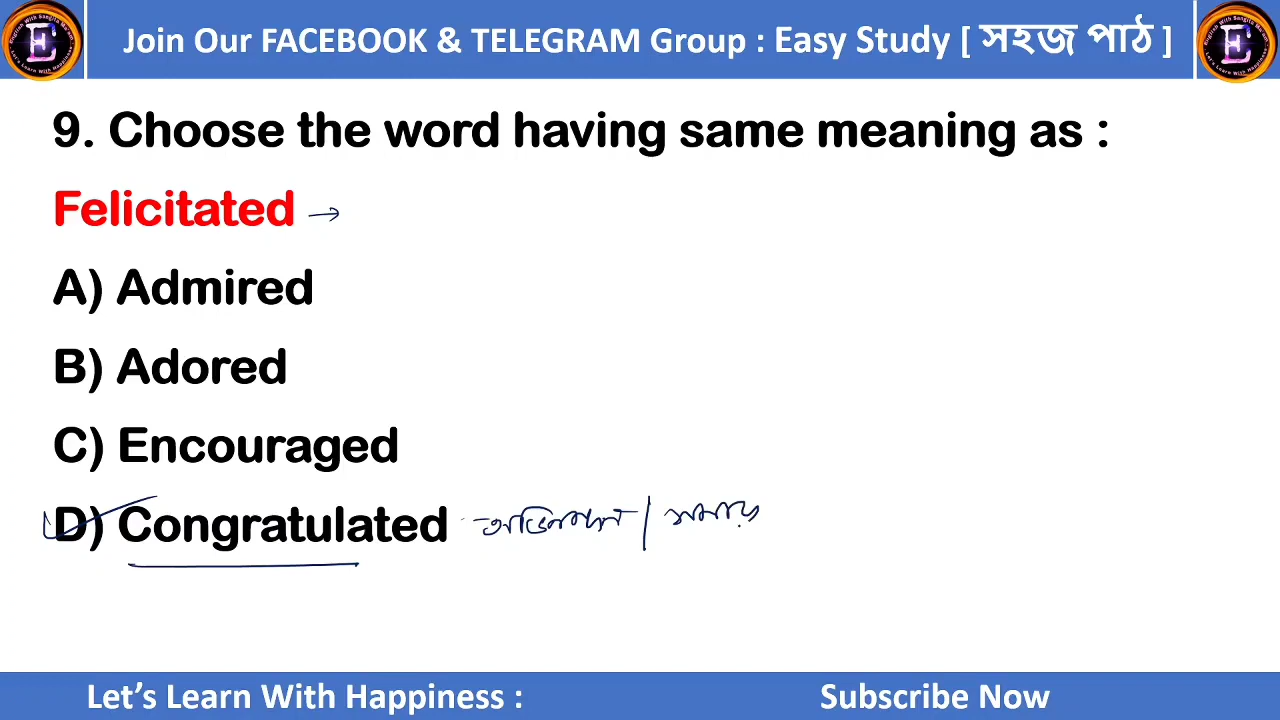 Join Our FACEBOOK & TELEGRAM Group : Easy Study [ সহজ পাঠ ]
E
E
9. Choose the word having same meaning as :
Felicitated →
A) Admired
B) Adored
C) Encouraged
D) Congratulated
Let’s Learn With Happiness :
Subscribe Now